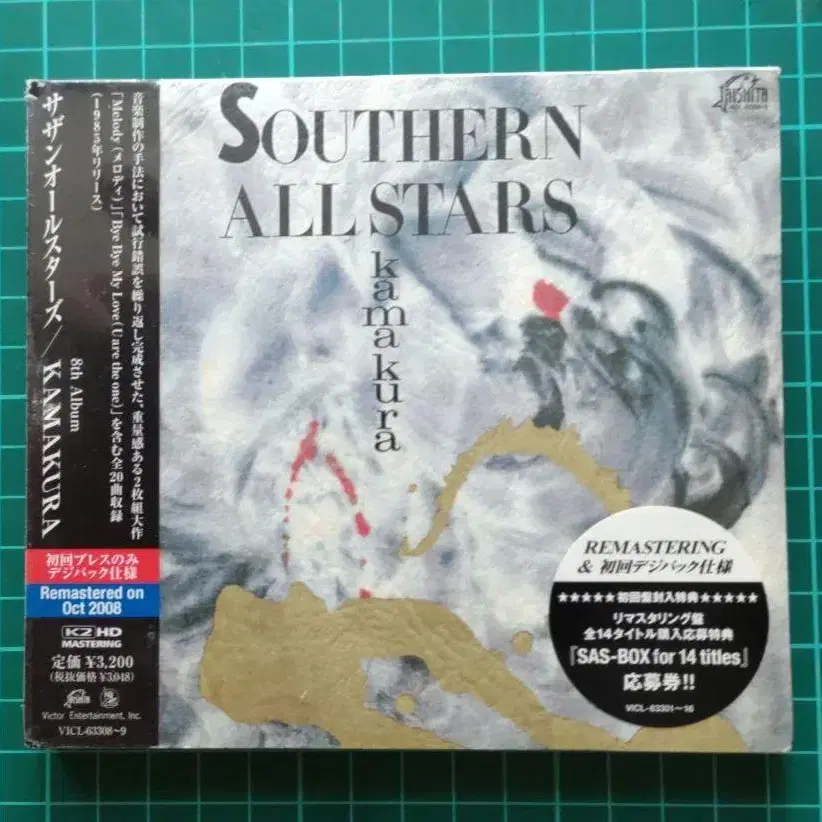 音楽制作の手法において試行錯誤を繰り返し完成させた、重量感ある2枚組大作
「Melody (メロディ)」「Bye Bye My Love (U are the one)」を含む全20曲収録
(1985年リリース)
8th Album
サザンオールスターズ/KAMAKURA
初回プレスのみ
デジパック仕様
Remastered on
Oct 2008
K2 HD
MASTERING
定価 ¥3,200
(税抜価格 ¥3,048)
Victor Entertainment, Inc.
VICL-63308~9
SOUTHERN
ALL STARS
kamakura
TAISHITA
REMASTERING
& 初回デジパック仕様
★★★★★初回盤封入特典★★★★★
リマスタリング盤
全14タイトル購入応募特典
『SAS-BOX for 14 titles』
応募券!!
VICL-63301~16